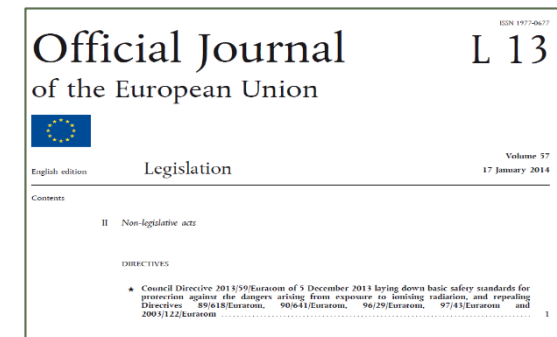 ISSN 1977-0677
Official Journal L 13
of the European Union
Volume 57
English edition Legislation 17 January 2014
Contents
II Non-legislative acts
DIRECTIVES
★ Council Directive 2013/59/Euratom of 5 December 2013 laying down basic safety standards for
protection against the dangers arising from exposure to ionising radiation, and repealing
Directives 89/618/Euratom, 90/641/Euratom, 96/29/Euratom, 97/43/Euratom and
2003/122/Euratom ........................................................................ 1